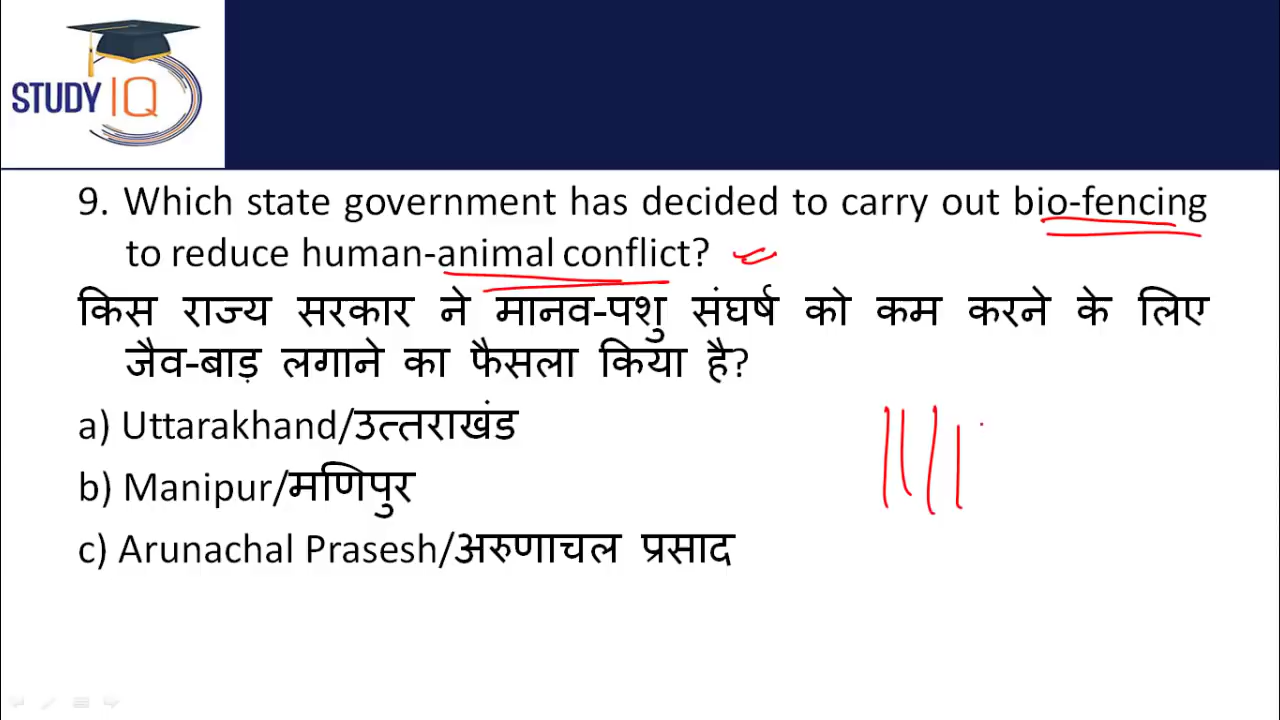 STUDY IQ
9. Which state government has decided to carry out bio-fencing
to reduce human-animal conflict?
किस राज्य सरकार ने मानव-पशु संघर्ष को कम करने के लिए
जैव-बाड़ लगाने का फैसला किया है?
a) Uttarakhand/उत्तराखंड
b) Manipur/मणिपुर
c) Arunachal Prasesh/अरुणाचल प्रसाद